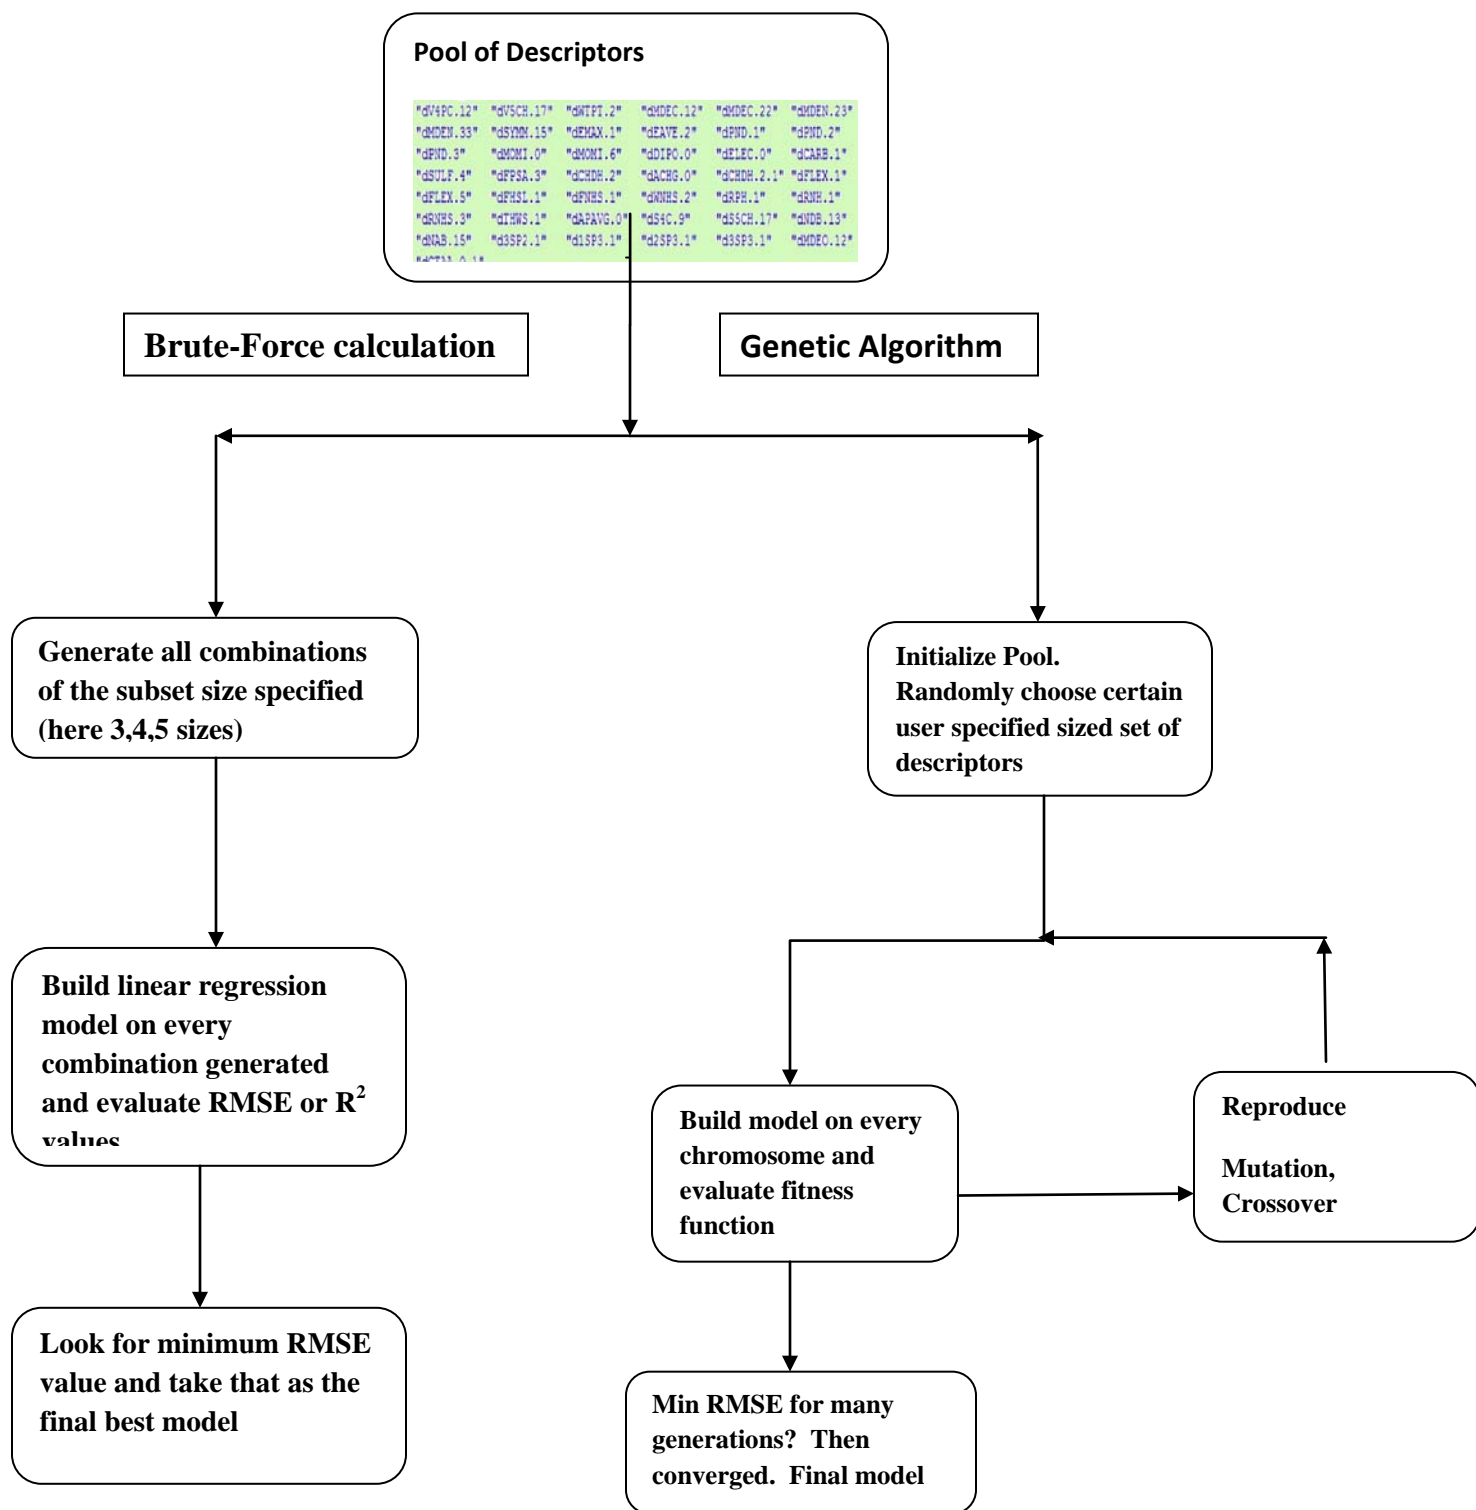 Pool of Descriptors
"dV4PC.12" "dV5CH.17" "dWTPT.2" "dMDEC.12" "dMDEC.22" "dMDEN.23"
"dMDEN.33" "dSYMM.15" "dEMAX.1" "dEAVE.2" "dPND.1" "dPND.2"
"dPND.3" "dMOMI.0" "dMOMI.6" "dDIPO.0" "dELEC.0" "dCARB.1"
"dSULF.4" "dFPSA.3" "dCHDH.2" "dACHG.0" "dCHDH.2.1" "dFLEX.1"
"dFLEX.5" "dFHSL.1" "dFNHS.1" "dWNHS.2" "dRPH.1" "dRNH.1"
"dRNHS.3" "dTHWS.1" "dAPAVG.0" "dS4C.9" "dS5CH.17" "dNDB.13"
"dNAB.15" "d3SP2.1" "d1SP3.1" "d2SP3.1" "d3SP3.1" "dMDEO.12"
Brute-Force calculation
Genetic Algorithm
Generate all combinations
of the subset size specified
(here 3,4,5 sizes)
Initialize Pool.
Randomly choose certain
user specified sized set of
descriptors
Build linear regression
model on every
combination generated
and evaluate RMSE or R²
values
Build model on every
chromosome and
evaluate fitness
function
Reproduce
Mutation,
Crossover
Look for minimum RMSE
value and take that as the
final best model
Min RMSE for many
generations? Then
converged. Final model